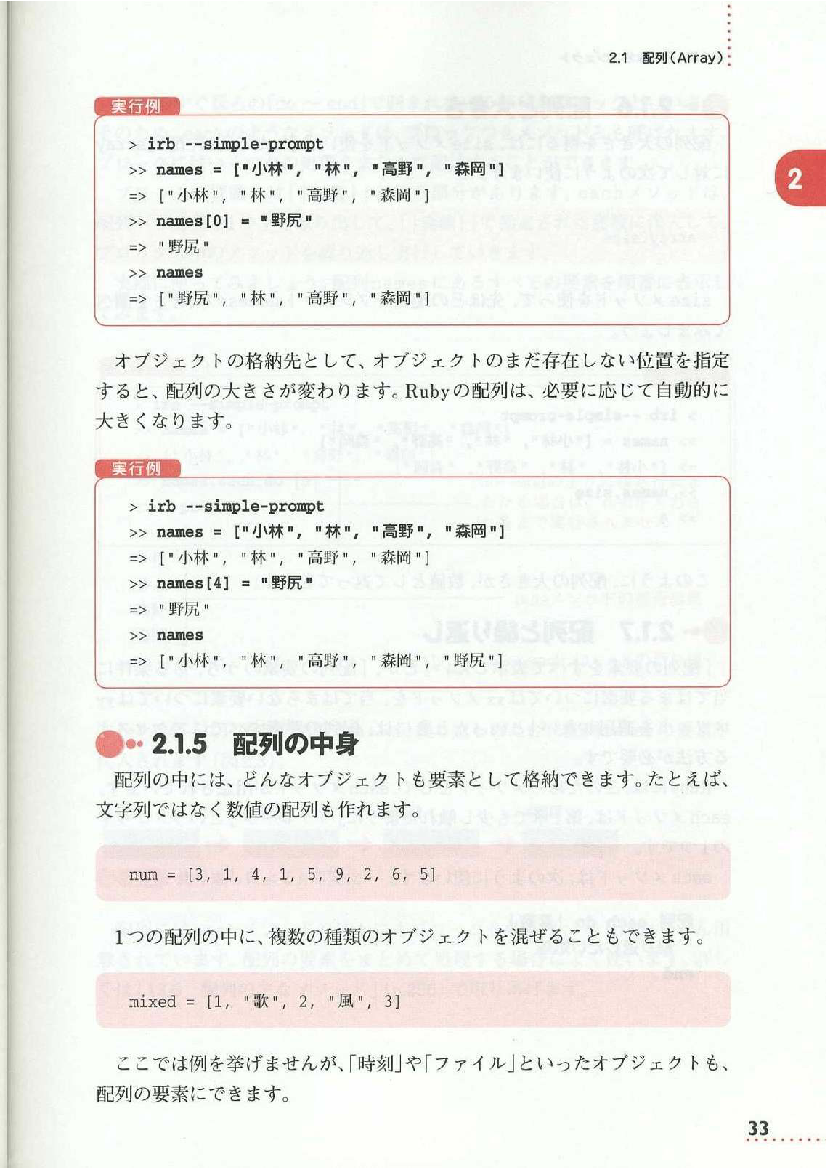 2.1 配列(Array)
2
実行例
> irb --simple-prompt
>> names = ["小林", "林", "高野", "森岡"]
=> ["小林", "林", "高野", "森岡"]
>> names[0] = "野尻"
=> "野尻"
>> names
=> ["野尻", "林", "高野", "森岡"]
オブジェクトの格納先として、オブジェクトのまだ存在しない位置を指定
すると、配列の大きさが変わります。Rubyの配列は、必要に応じて自動的に
大きくなります。
実行例
> irb --simple-prompt
>> names = ["小林", "林", "高野", "森岡"]
=> ["小林", "林", "高野", "森岡"]
>> names[4] = "野尻"
=> "野尻"
>> names
=> ["小林", "林", "高野", "森岡", "野尻"]
2.1.5 配列の中身
配列の中には、どんなオブジェクトも要素として格納できます。たとえば、
文字列ではなく数値の配列も作れます。
num = [3, 1, 4, 1, 5, 9, 2, 6, 5]
1つの配列の中に、複数の種類のオブジェクトを混ぜることもできます。
mixed = [1, "歌", 2, "風", 3]
ここでは例を挙げませんが、「時刻」や「ファイル」といったオブジェクトも、
配列の要素にできます。
33